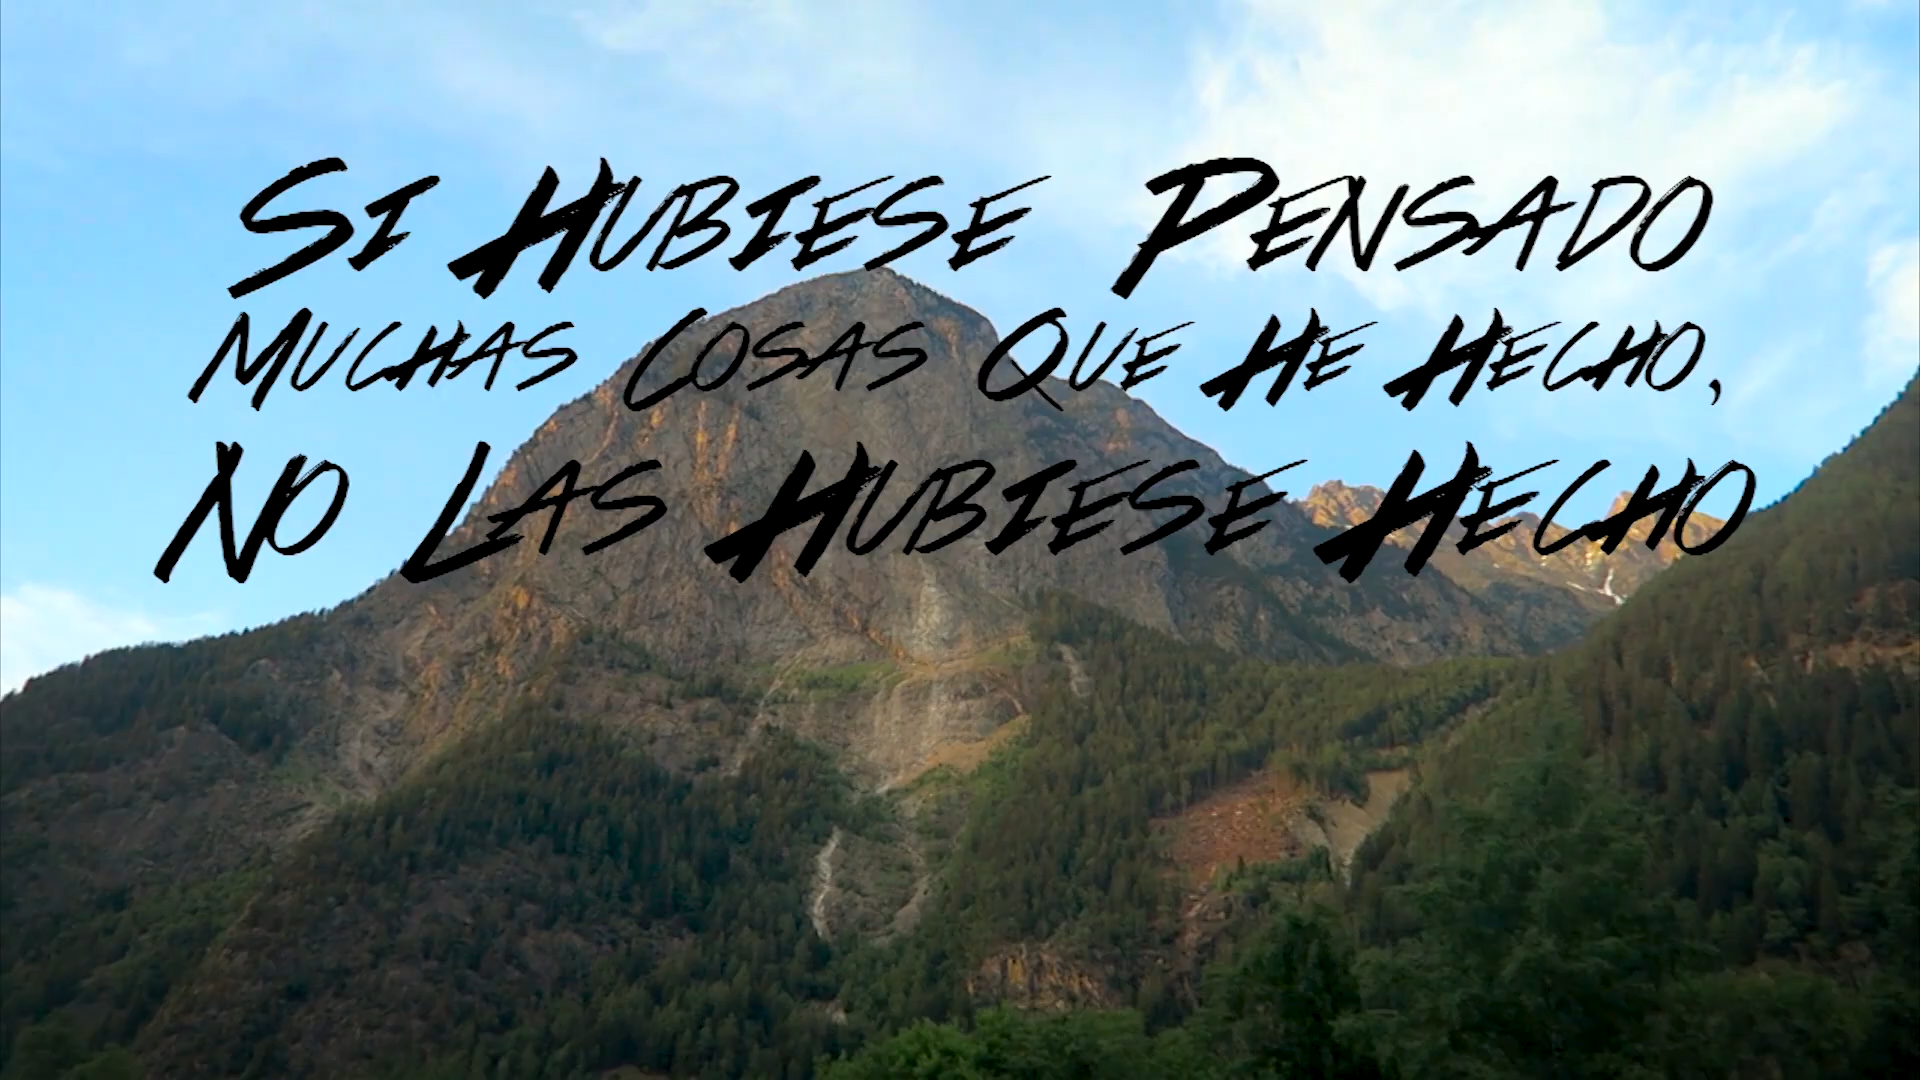 Si Hubiese Pensado
Muchas Cosas Que He Hecho,
No Las Hubiese Hecho